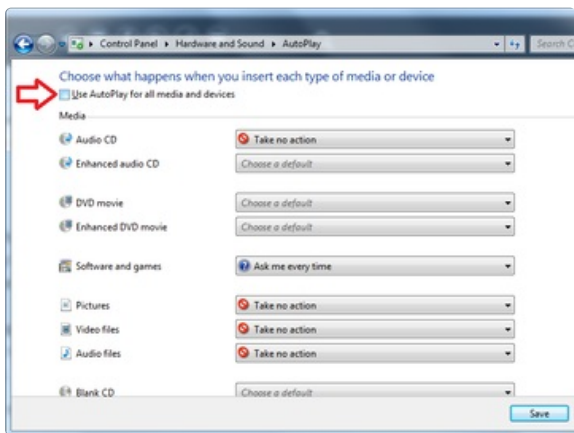 Control Panel ▸ Hardware and Sound ▸ AutoPlay
Search C
Choose what happens when you insert each type of media or device
Use AutoPlay for all media and devices
Media
Audio CD Take no action
Enhanced audio CD Choose a default
DVD movie Choose a default
Enhanced DVD movie Choose a default
Software and games Ask me every time
Pictures Take no action
Video files Take no action
Audio files Take no action
Blank CD Choose a default
Save